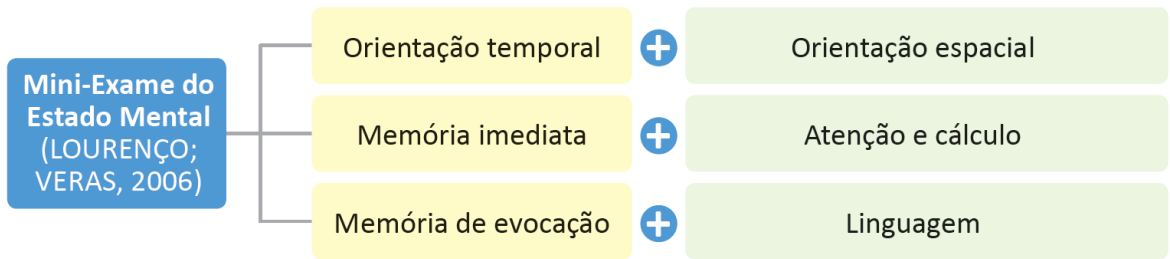 Mini-Exame do
Estado Mental
(LOURENÇO;
VERAS, 2006)
Orientação temporal
Orientação espacial
Memória imediata
Atenção e cálculo
Memória de evocação
Linguagem